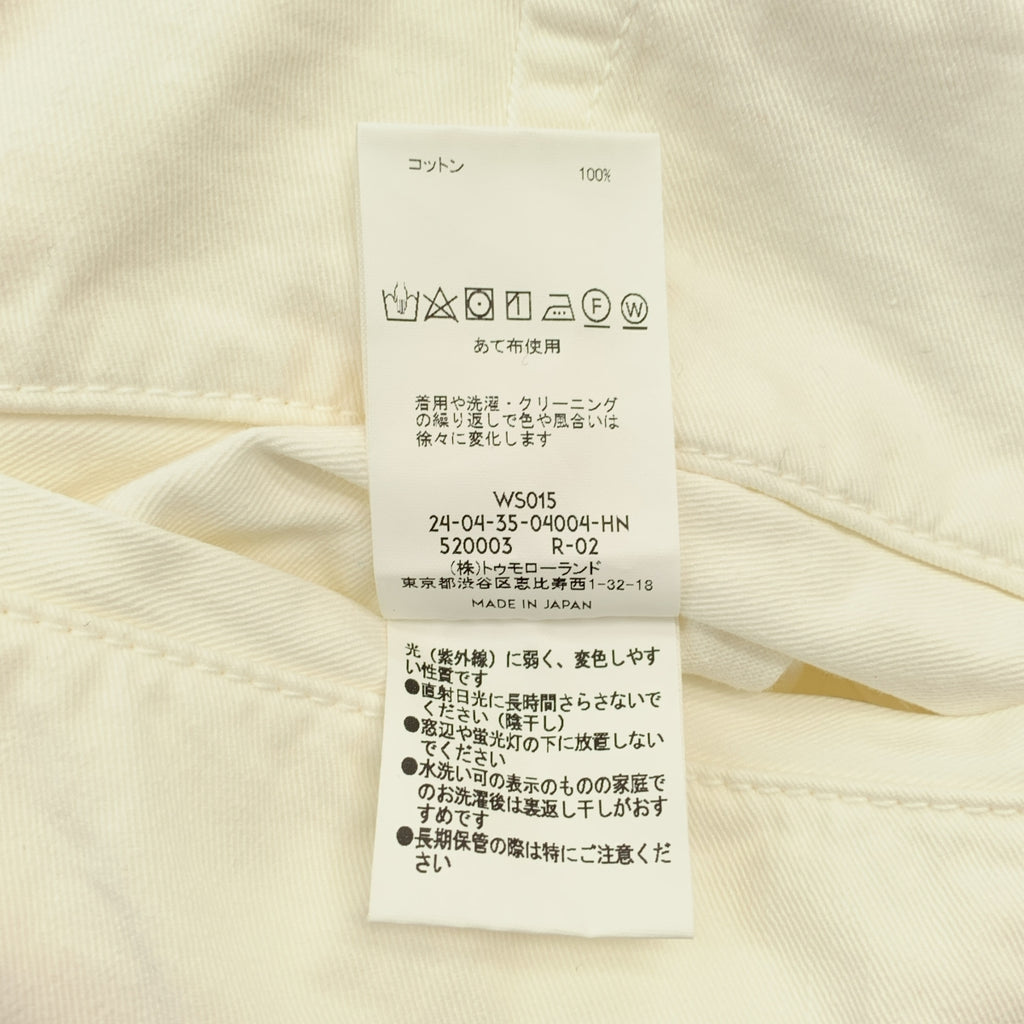 コットン 100%
F W
あて布使用
着用や洗濯・クリーニング
の繰り返しで色や風合いは
徐々に変化します
WS015
24-04-35-04004-HN
520003 R-02
(株)トゥモローランド
東京都渋谷区恵比寿西1-32-18
MADE IN JAPAN
光(紫外線)に弱く、変色しやす
い性質です
●直射日光に長時間さらさないで
ください(陰干し)
●窓辺や蛍光灯の下に放置しない
でください
●水洗い可の表示のものの家庭で
のお洗濯後は裏返し干しがおす
すめです
●長期保管の際は特にご注意くだ
さい